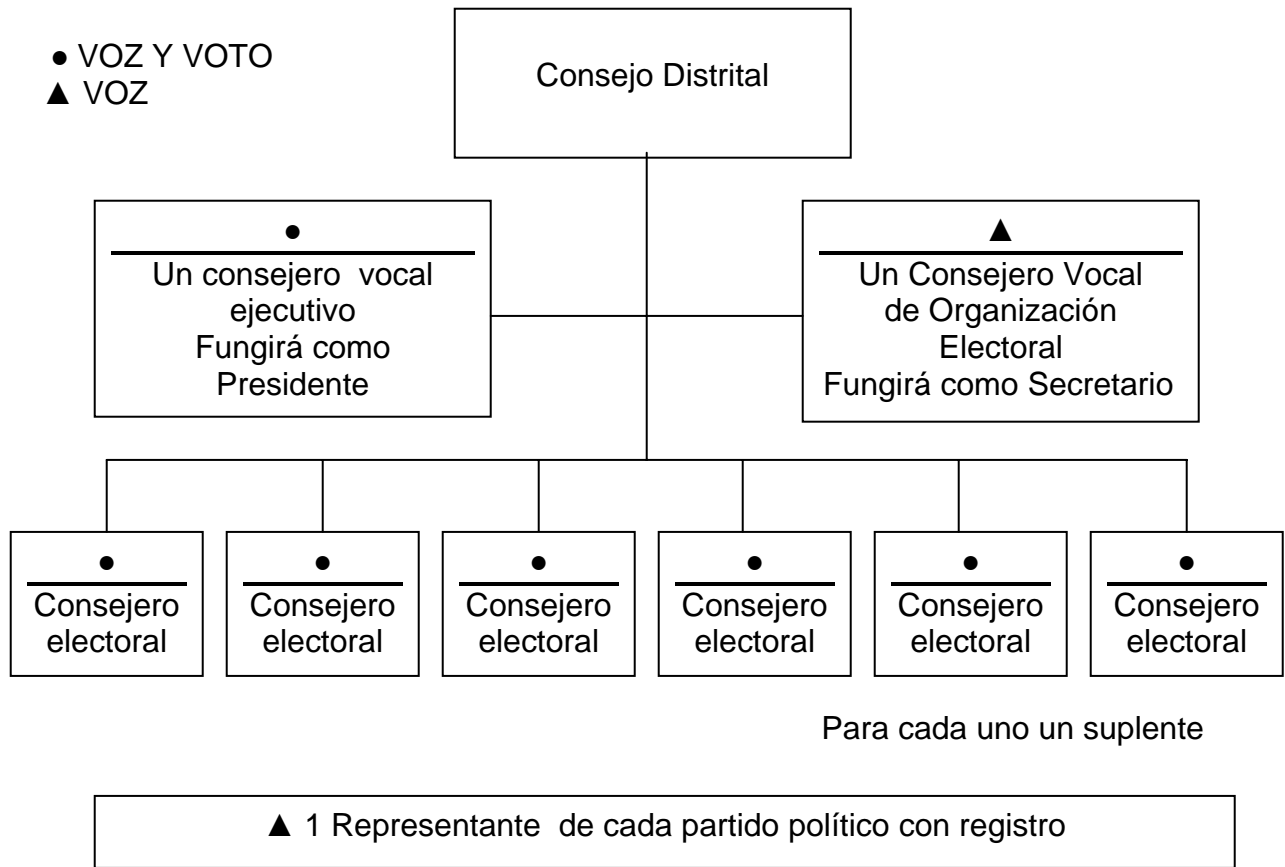 ● VOZ Y VOTO
▲ VOZ
Consejo Distrital
●
Un consejero vocal
ejecutivo
Fungirá como
Presidente
▲
Un Consejero Vocal
de Organización
Electoral
Fungirá como Secretario
●
Consejero
electoral
●
Consejero
electoral
●
Consejero
electoral
●
Consejero
electoral
●
Consejero
electoral
●
Consejero
electoral
Para cada uno un suplente
▲ 1 Representante de cada partido político con registro